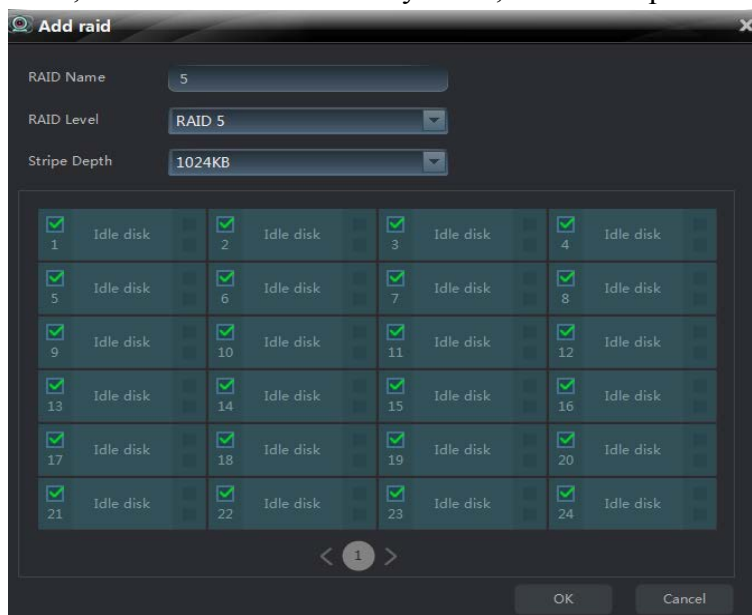 Add raid
RAID Name 5
RAID Level RAID 5
Stripe Depth 1024KB
Idle disk Idle disk Idle disk Idle disk
1 2 3 4
Idle disk Idle disk Idle disk Idle disk
5 6 7 8
Idle disk Idle disk Idle disk Idle disk
9 10 11 12
Idle disk Idle disk Idle disk Idle disk
13 14 15 16
Idle disk Idle disk Idle disk Idle disk
17 18 19 20
Idle disk Idle disk Idle disk Idle disk
21 22 23 24
< 1 >
OK Cancel